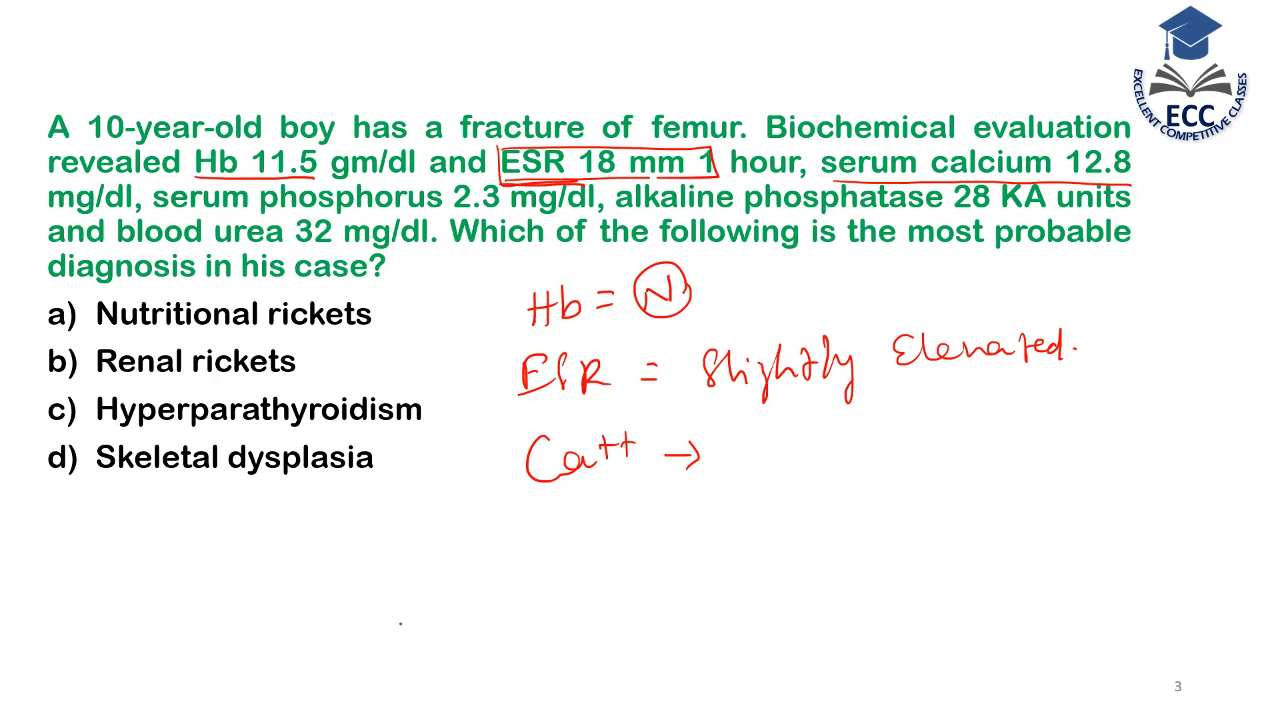 EXCELLENT COMPETITIVE CLASSES
ECC
A 10-year-old boy has a fracture of femur. Biochemical evaluation
revealed Hb 11.5 gm/dl and ESR 18 mm 1 hour, serum calcium 12.8
mg/dl, serum phosphorus 2.3 mg/dl, alkaline phosphatase 28 KA units
and blood urea 32 mg/dl. Which of the following is the most probable
diagnosis in his case?
a) Nutritional rickets
b) Renal rickets
c) Hyperparathyroidism
d) Skeletal dysplasia
Hb = N
ESR = Slightly Elevated.
Ca++ →
3